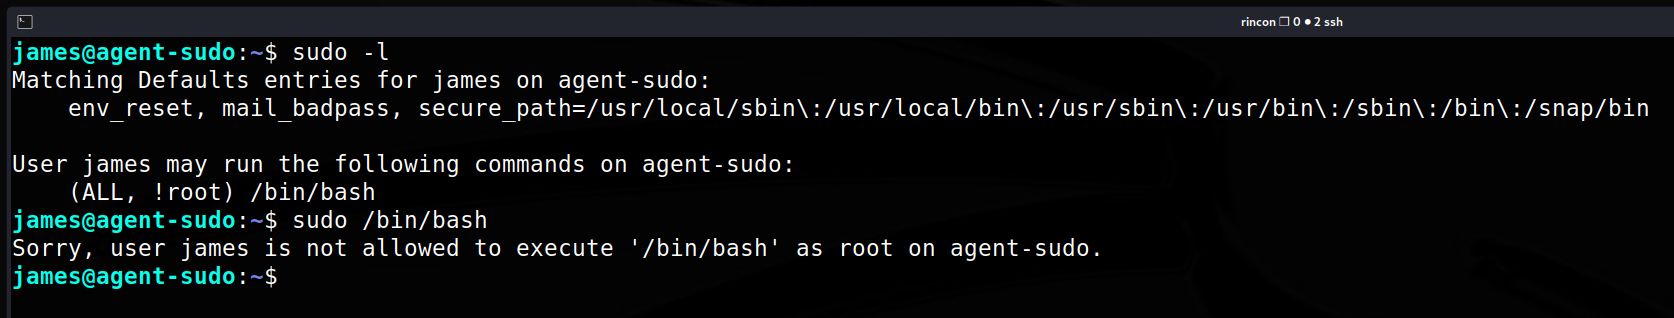 rincon ❐ 0 ● 2 ssh
james@agent-sudo:~$ sudo -l
Matching Defaults entries for james on agent-sudo:
    env_reset, mail_badpass, secure_path=/usr/local/sbin\:/usr/local/bin\:/usr/sbin\:/usr/bin\:/sbin\:/bin\:/snap/bin

User james may run the following commands on agent-sudo:
    (ALL, !root) /bin/bash
james@agent-sudo:~$ sudo /bin/bash
Sorry, user james is not allowed to execute '/bin/bash' as root on agent-sudo.
james@agent-sudo:~$